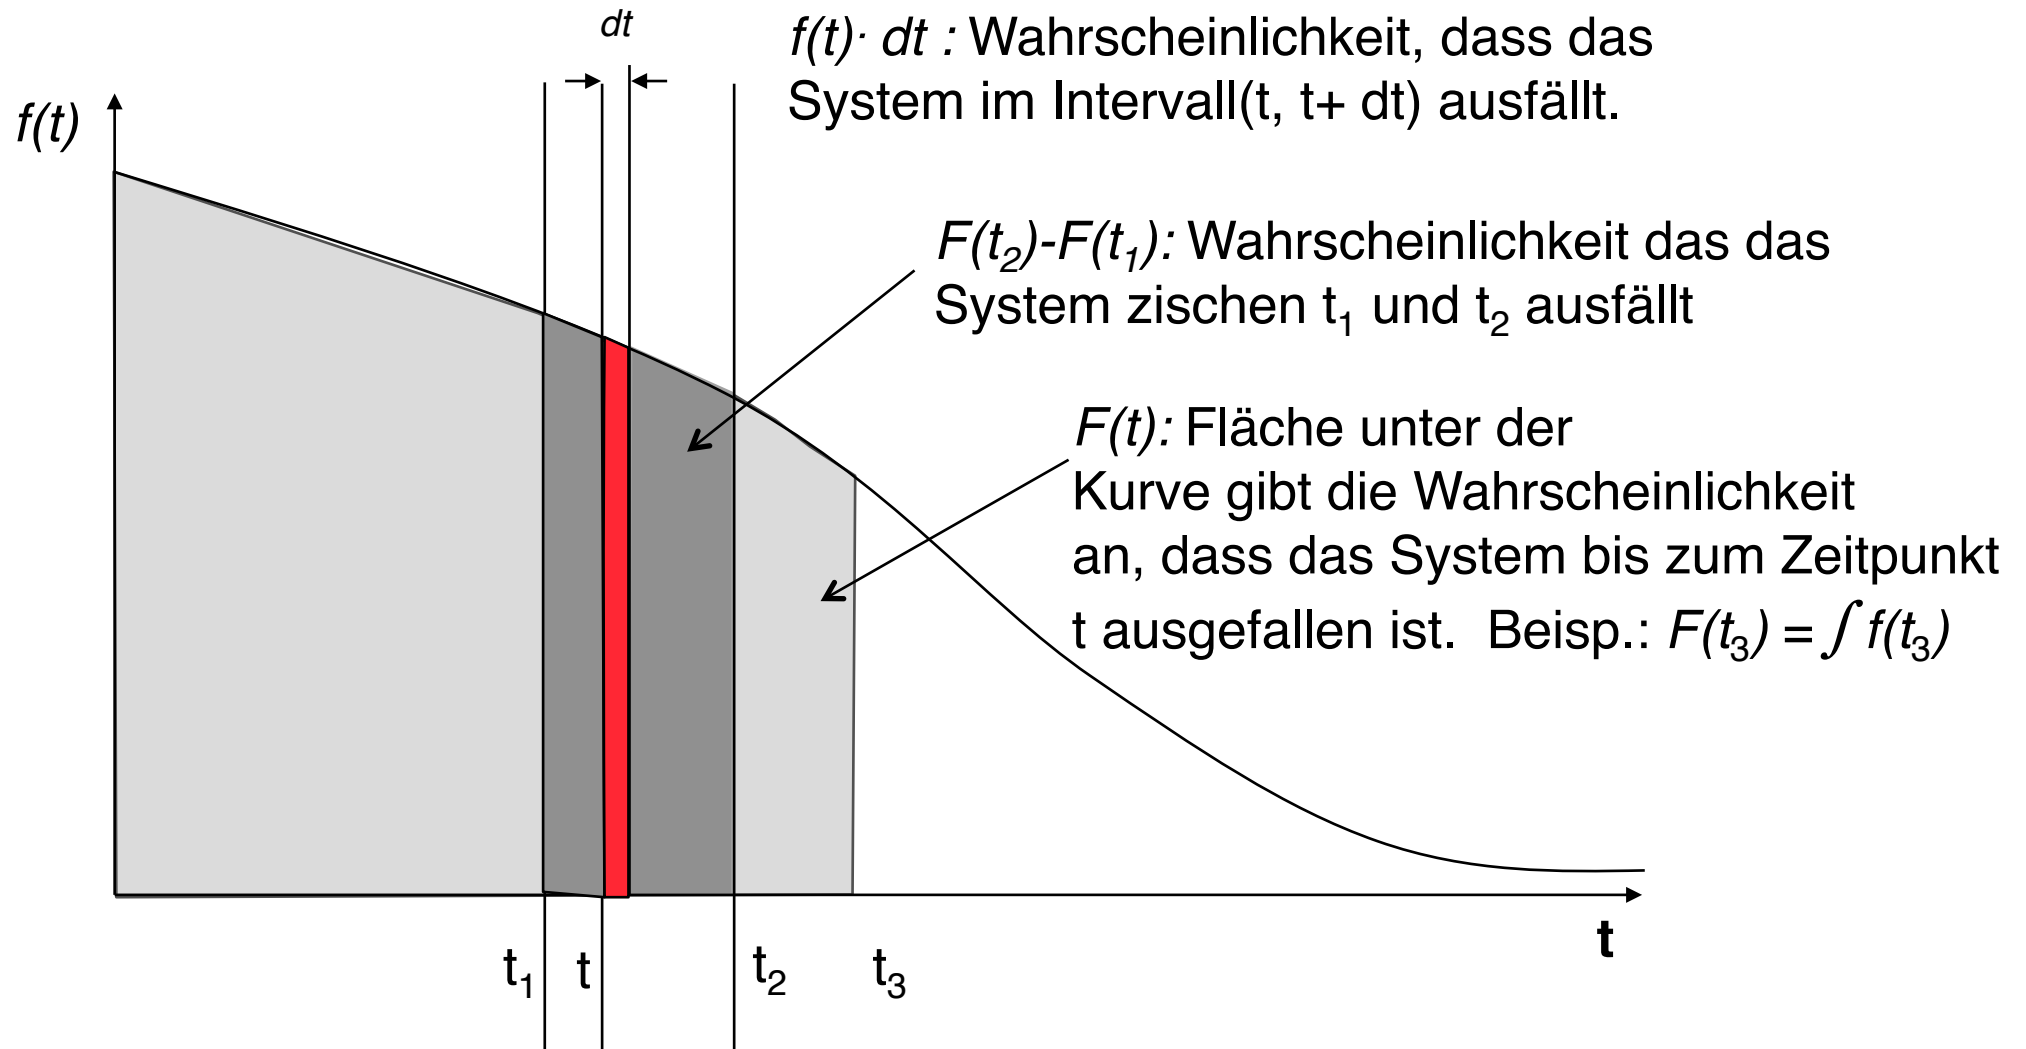 dt
f(t)· dt : Wahrscheinlichkeit, dass das
System im Intervall(t, t+ dt) ausfällt.
f(t)
F(t₂)-F(t₁): Wahrscheinlichkeit das das
System zischen t₁ und t₂ ausfällt
F(t): Fläche unter der
Kurve gibt die Wahrscheinlichkeit
an, dass das System bis zum Zeitpunkt
t ausgefallen ist. Beisp.: F(t₃) = ∫ f(t₃)
t
t₁ t t₂ t₃